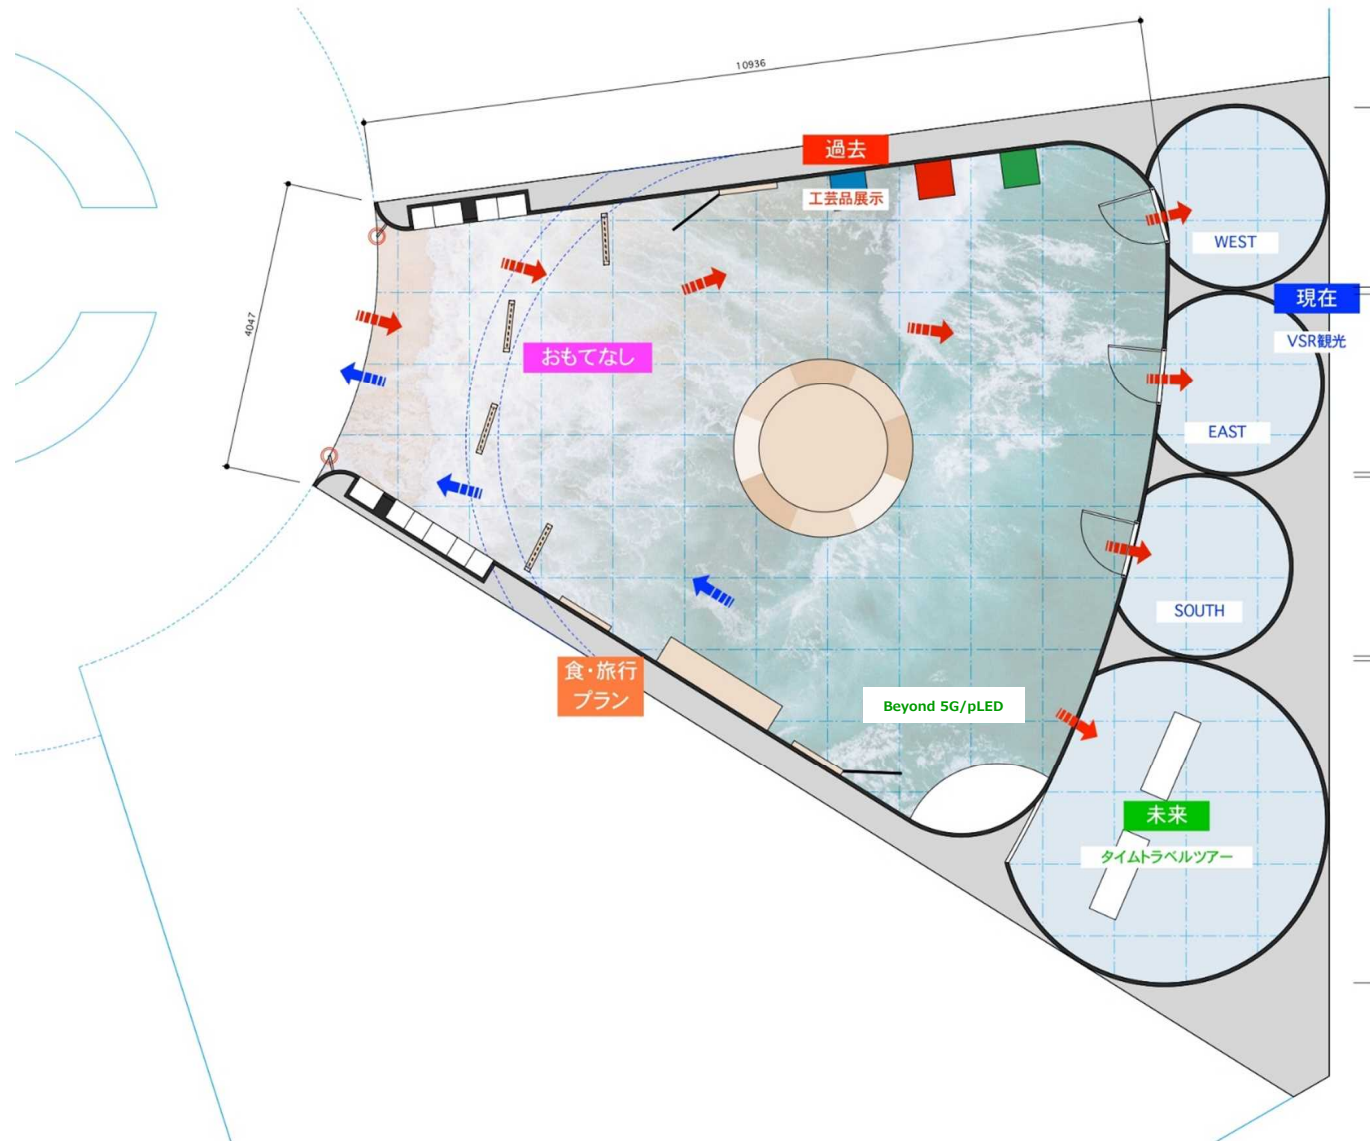 10936
過去
工芸品展示
WEST
現在
VSR観光
4047
おもてなし
EAST
SOUTH
食・旅行
プラン
Beyond 5G/pLED
未来
タイムトラベルツアー